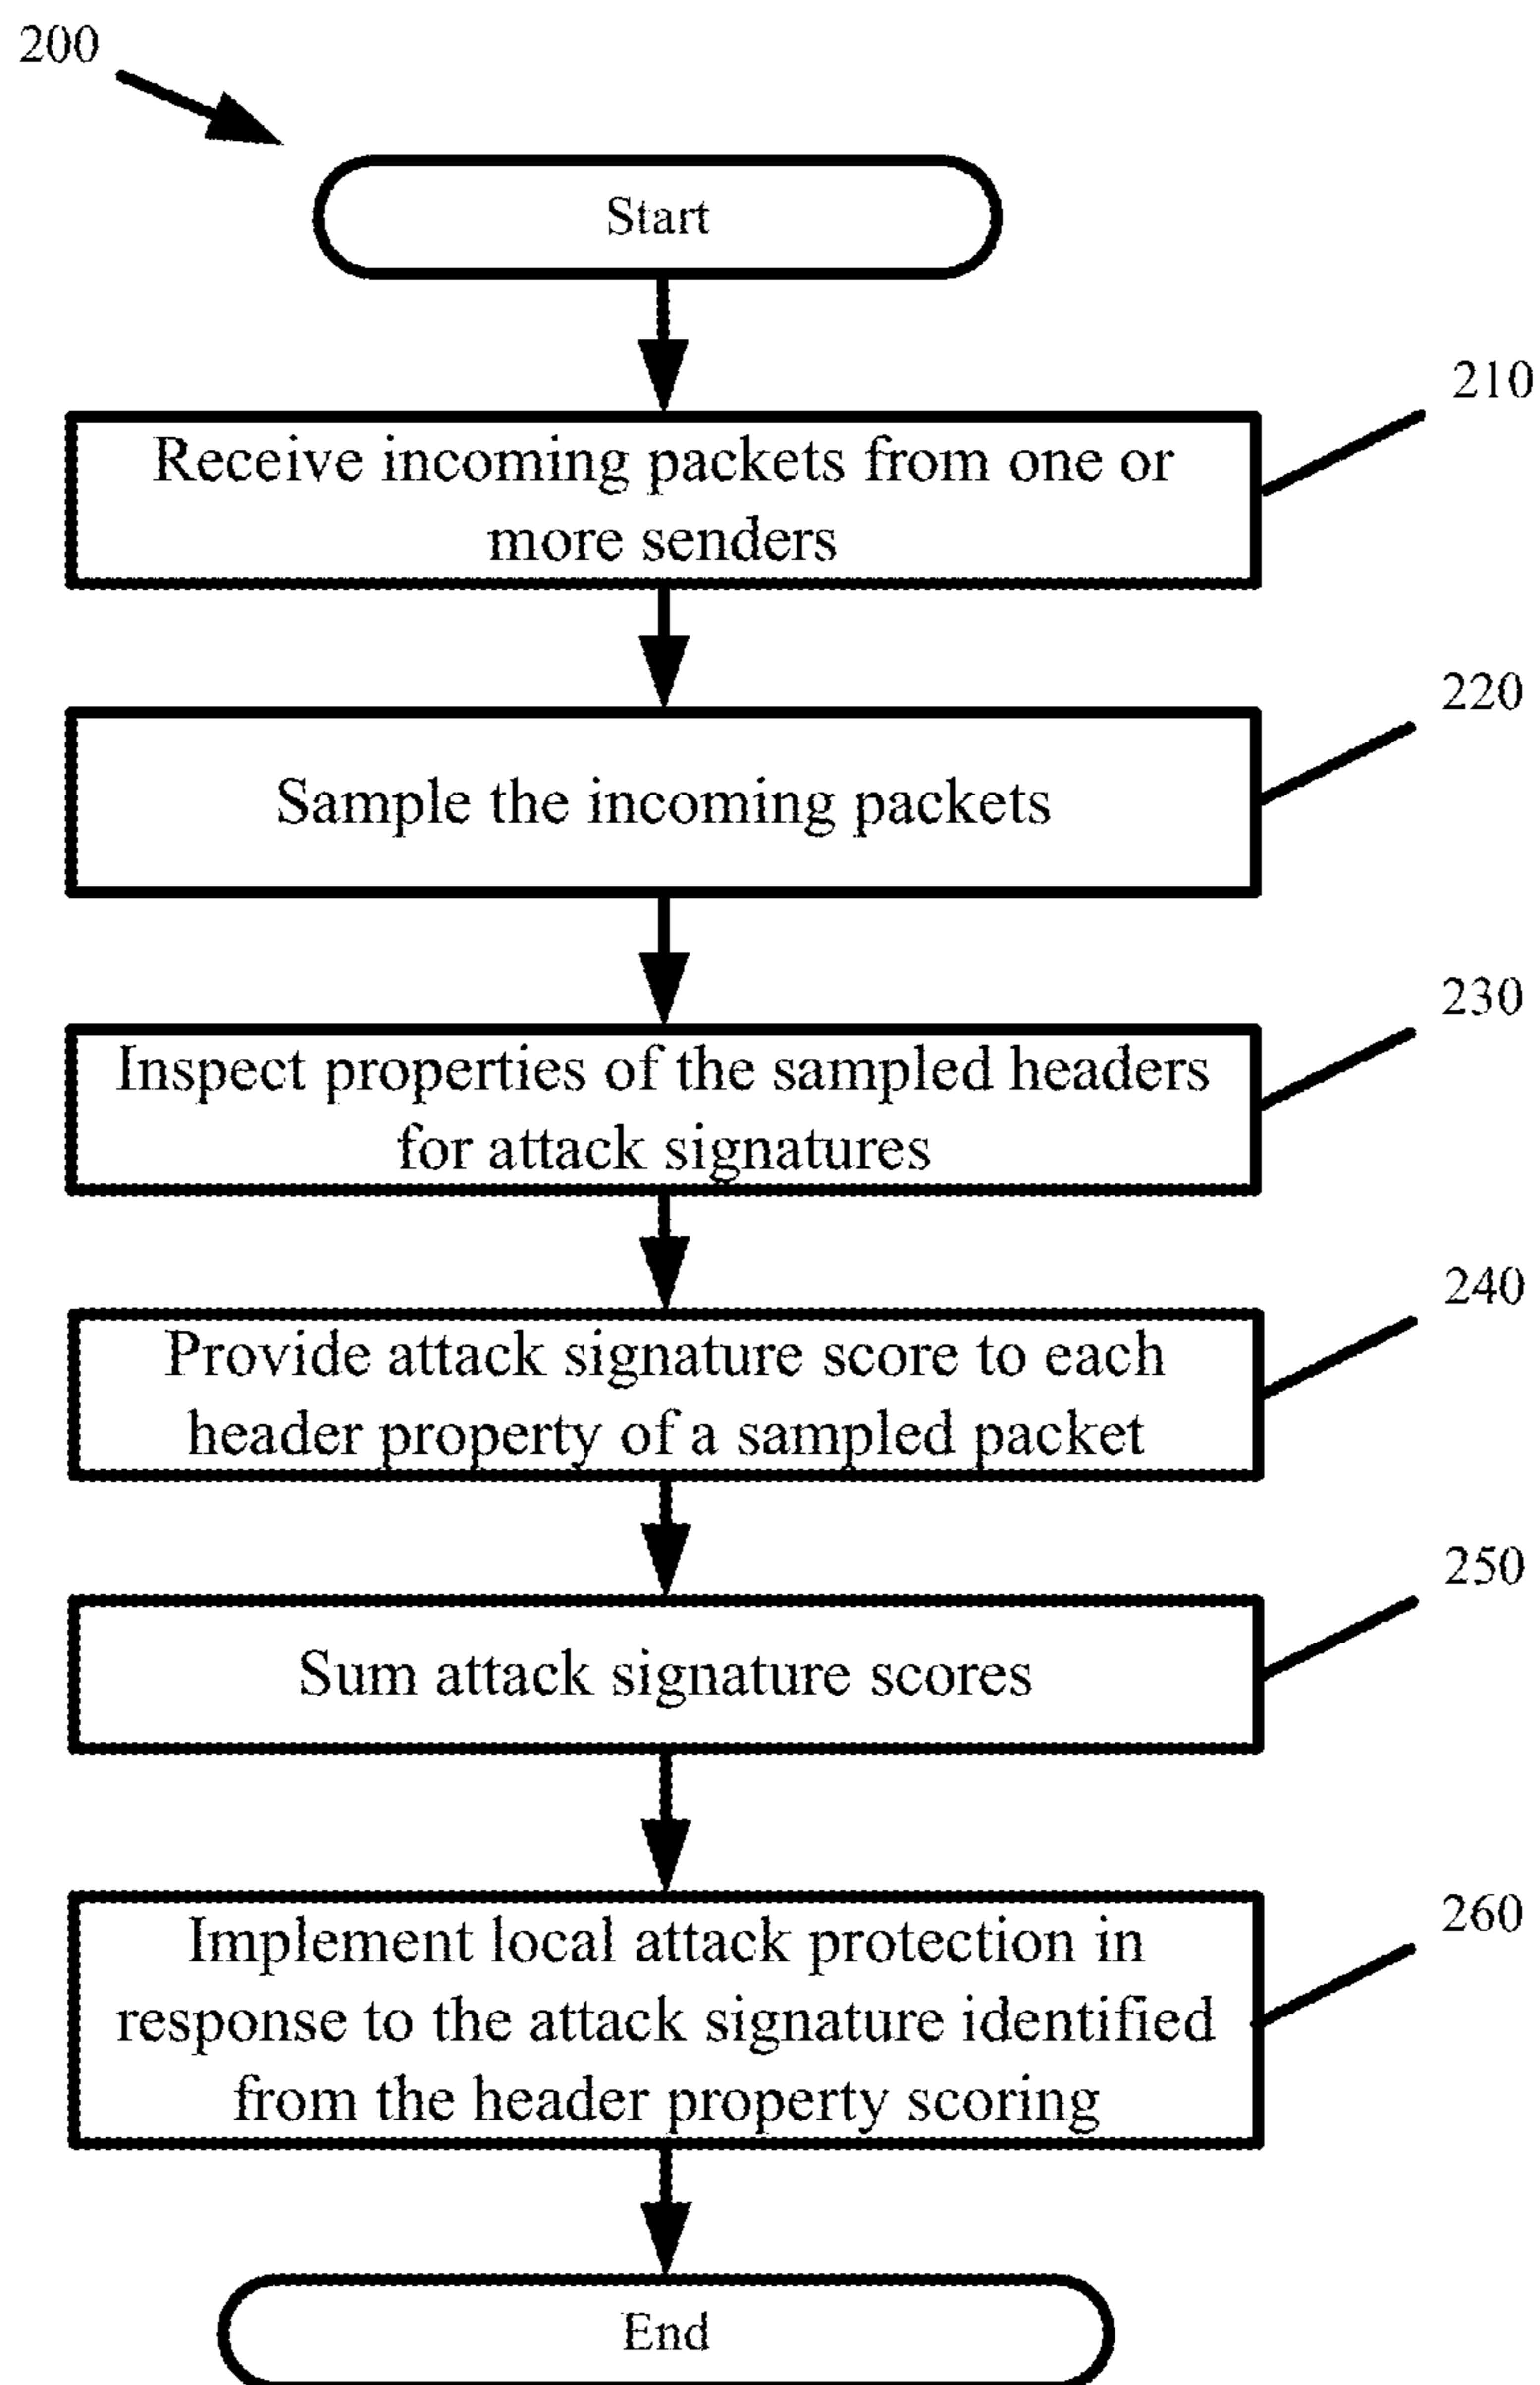 200
Start
210
Receive incoming packets from one or
more senders
220
Sample the incoming packets
230
Inspect properties of the sampled headers
for attack signatures
240
Provide attack signature score to each
header property of a sampled packet
250
Sum attack signature scores
260
Implement local attack protection in
response to the attack signature identified
from the header property scoring
End